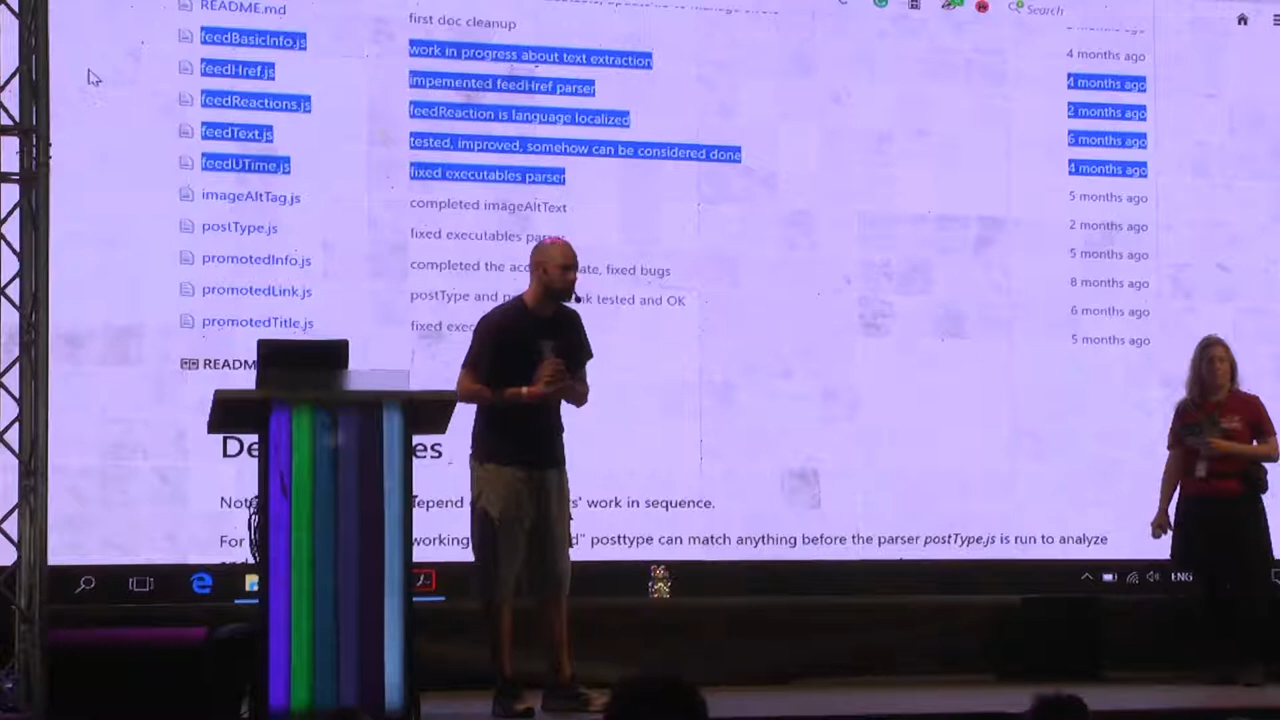 Search
README.md first doc cleanup
feedBasicInfo.js work in progress about text extraction 4 months ago
feedHref.js impemented feedHref parser 4 months ago
feedReactions.js feedReaction is language localized 2 months ago
feedText.js tested, improved, somehow can be considered done 6 months ago
feedUTime.js fixed executables parser 4 months ago
imageAltTag.js completed imageAltText 5 months ago
postType.js fixed executables parser 2 months ago
promotedInfo.js completed the acc ate, fixed bugs 5 months ago
promotedLink.js postType and nk tested and OK 8 months ago
promotedTitle.js fixed exec 6 months ago
READM 5 months ago
De es
Note depend s' work in sequence.
For working d" posttype can match anything before the parser postType.js is run to analyze
ENG